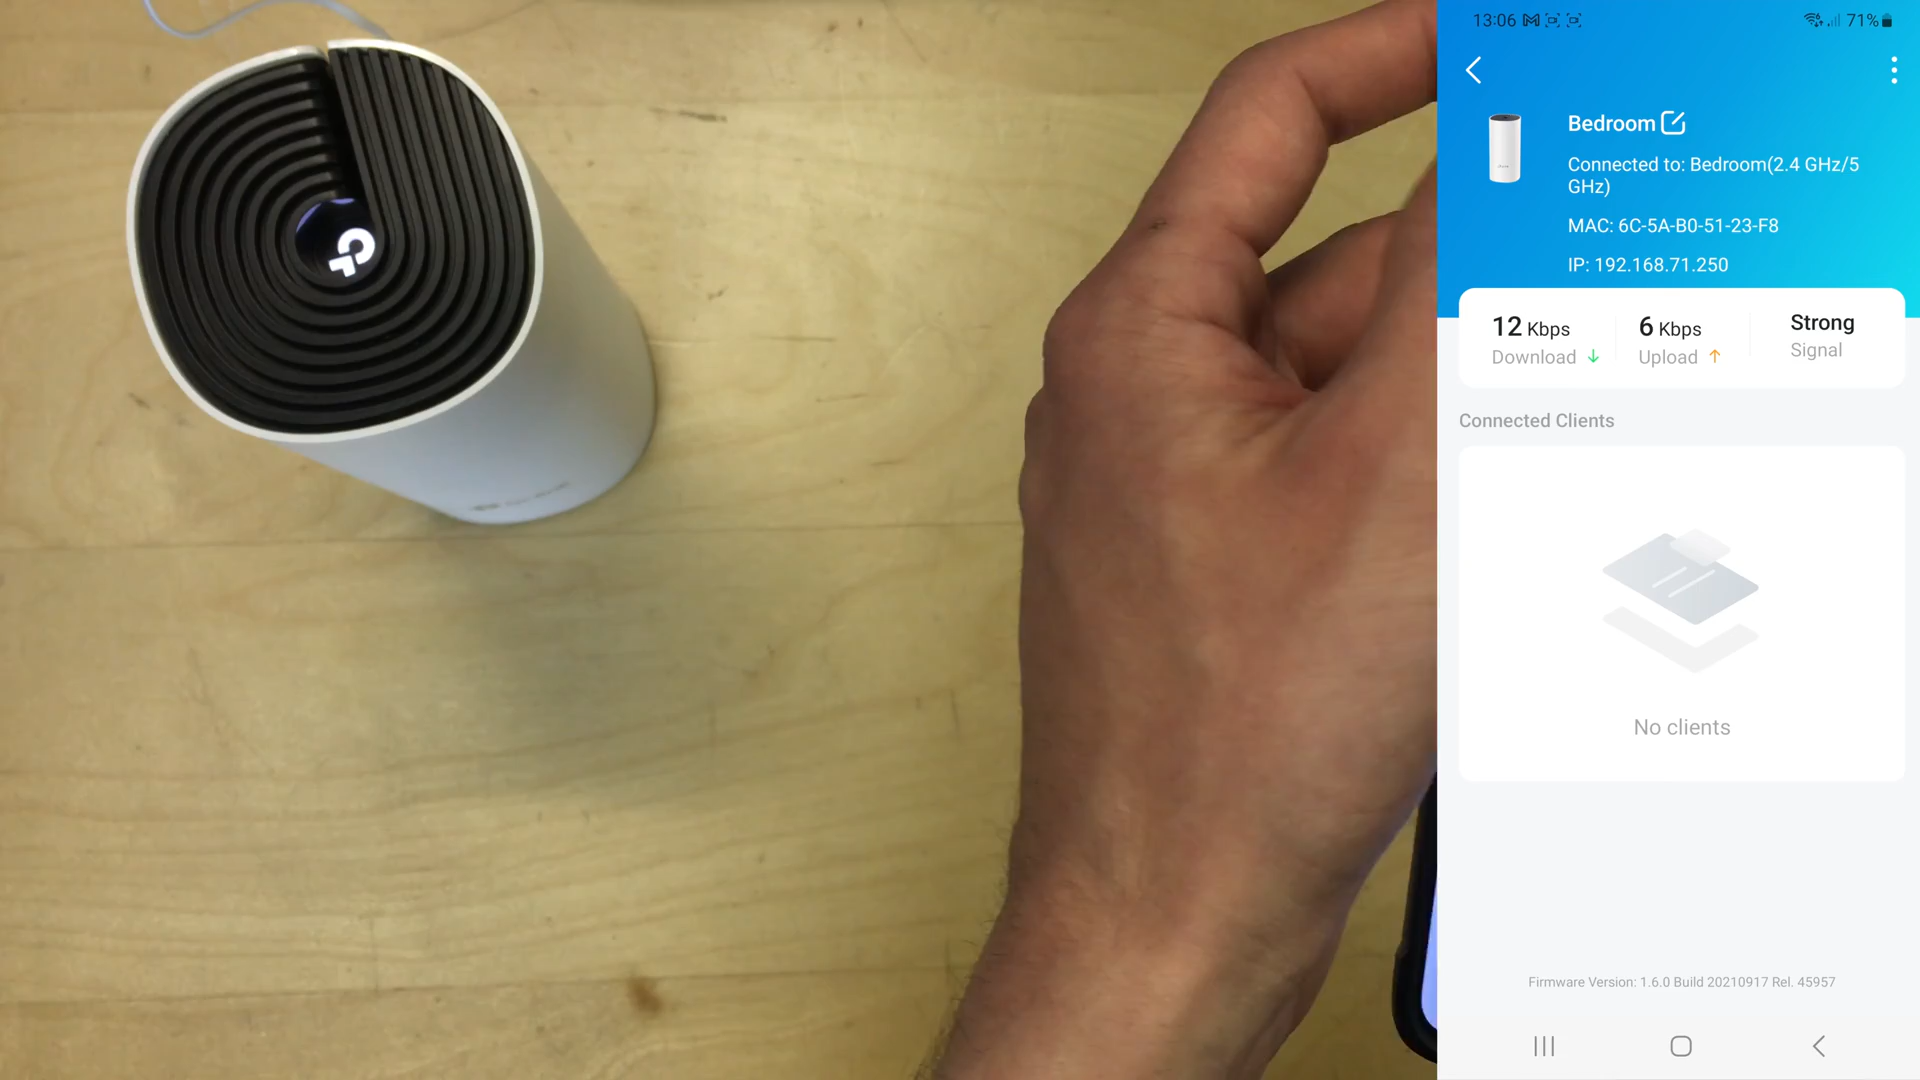 13:06
71%
Bedroom
Connected to: Bedroom(2.4 GHz/5
GHz)
MAC: 6C-5A-B0-51-23-F8
IP: 192.168.71.250
12 Kbps
Download
6 Kbps
Upload
Strong
Signal
Connected Clients
No clients
Firmware Version: 1.6.0 Build 20210917 Rel. 45957